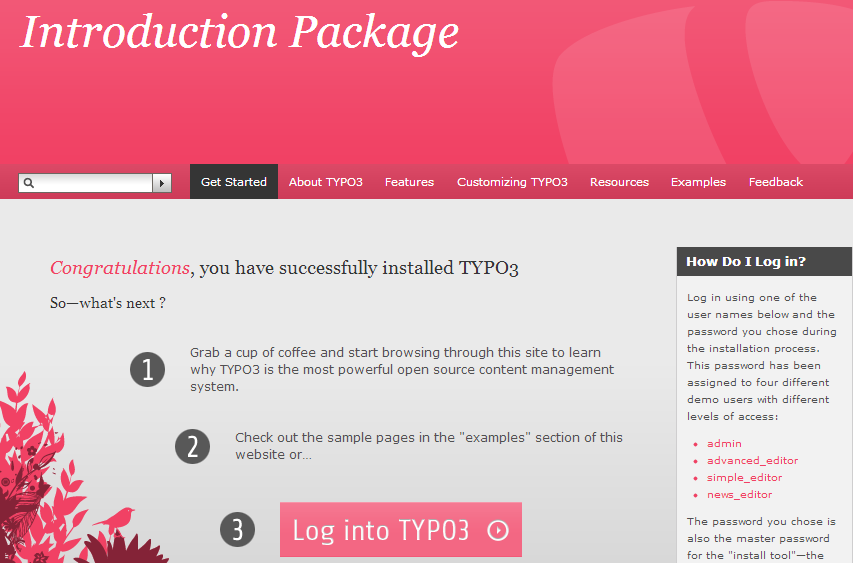 Introduction Package
Get Started
About TYPO3
Features
Customizing TYPO3
Resources
Examples
Feedback
Congratulations, you have successfully installed TYPO3
So—what's next ?
1
Grab a cup of coffee and start browsing through this site to learn
why TYPO3 is the most powerful open source content management
system.
2
Check out the sample pages in the "examples" section of this
website or...
3
Log into TYPO3
How Do I Log in?
Log in using one of the
user names below and the
password you chose during
the installation process.
This password has been
assigned to four different
demo users with different
levels of access:
admin
advanced_editor
simple_editor
news_editor
The password you chose is
also the master password
for the "install tool"—the